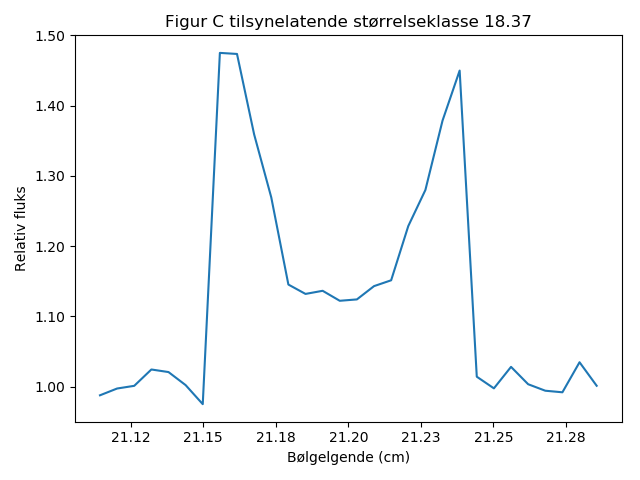 Figur C tilsynelatende størrelseklasse 18.37
1.50
1.40
1.30
1.20
1.10
1.00
Relativ fluks
21.12 21.15 21.18 21.20 21.23 21.25 21.28
Bølgelgende (cm)